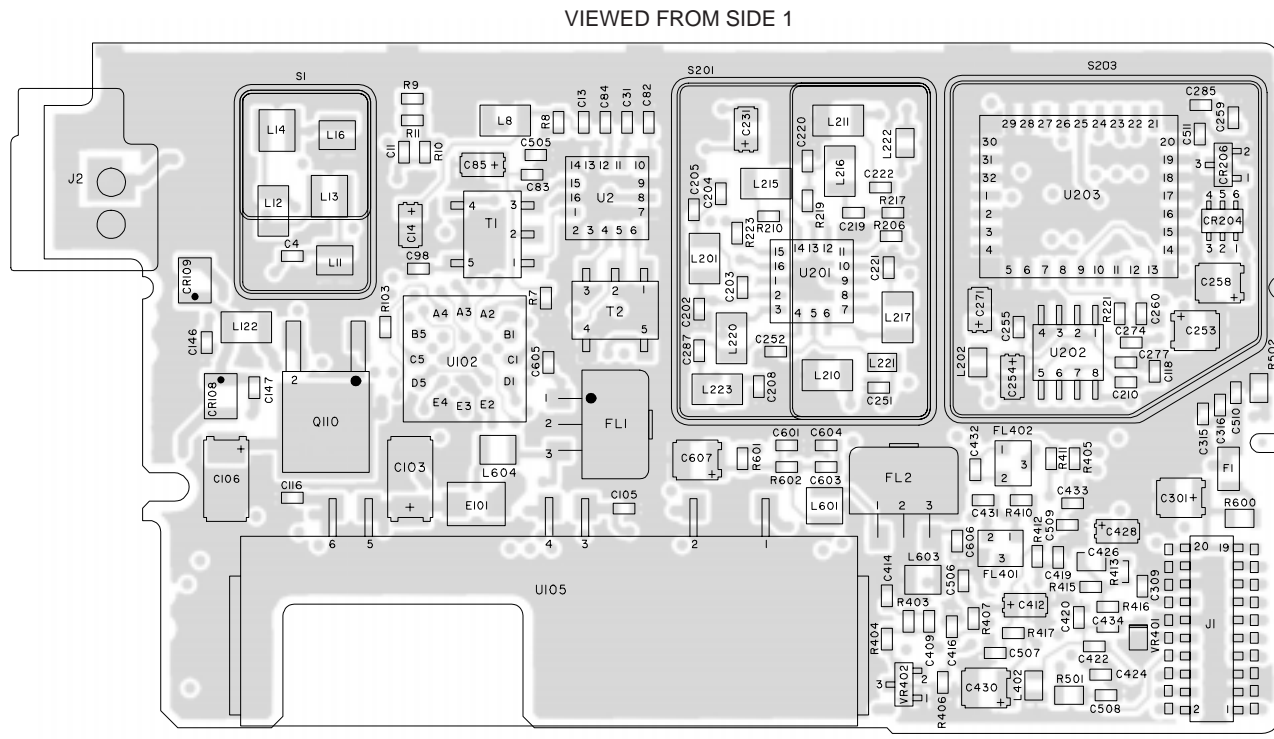 VIEWED FROM SIDE 1
S1
S201
S203
J2
L14
L16
L12
L13
C4
L11
R9
R11
C11
R10
L8
R8
C13
C84
C31
C82
C85 +
C505
C83
14 13 12 11 10
15 9
16 U2 8
1 7
2 3 4 5 6
4 3
T1
2
5 1
C14 +
C98
CR109
C146
L122
R103
A4 A3 A2
B5 B1
C5 U102 C1
D5 D1
E4 E3 E2
R7
C605
3 2 1
T2
4 5
CR108
C147
2
Q110
1
2
3
FL1
C106 +
C116
C103 +
L604
E101
C105
C231 +
C220
L211
L222
L216
C222
C205
C204
L215
R210
R219
C219
R217
R206
R223
L201
14 13 12
15 11
16 10
1 U201 9
2 8
3 7
4 5 6
C221
C203
C202
L220
C252
L217
C287
L221
L223
C208
L210
C251
29 28 27 26 25 24 23 22 21
30 20
31 19
32 18
1 U203 17
2 16
3 15
4 14
5 6 7 8 9 10 11 12 13
C285
C511
C259
CR206
3 2 1
4 5 6
CR204
3 2 1
C258 +
C271 +
C255
4 3 2 1
U202
5 6 7 8
R221
C260
C274
C277
C118
C210
C253 +
L202
C254 +
R502
C510
C316
C315
C607 +
R601
C601
C604
R602
C603
L601
FL2
1 2 3
C432
FL402
1
2 3
R411
R405
C431
R410
C433
C509
R412
C606
2 1
3
FL401
C428 +
C426
C419
R413
R415
C309
C301 +
F1
R600
6 5 4 3 2 1
U105
C414
L603
C506
R403
R404
C409
C416
R407
C412 +
R417
C507
C420
R416
C434
VR401
C422
C424
3 VR402 2 1
R406
C430 +
L402
R501
C508
20 19
J1
2 1